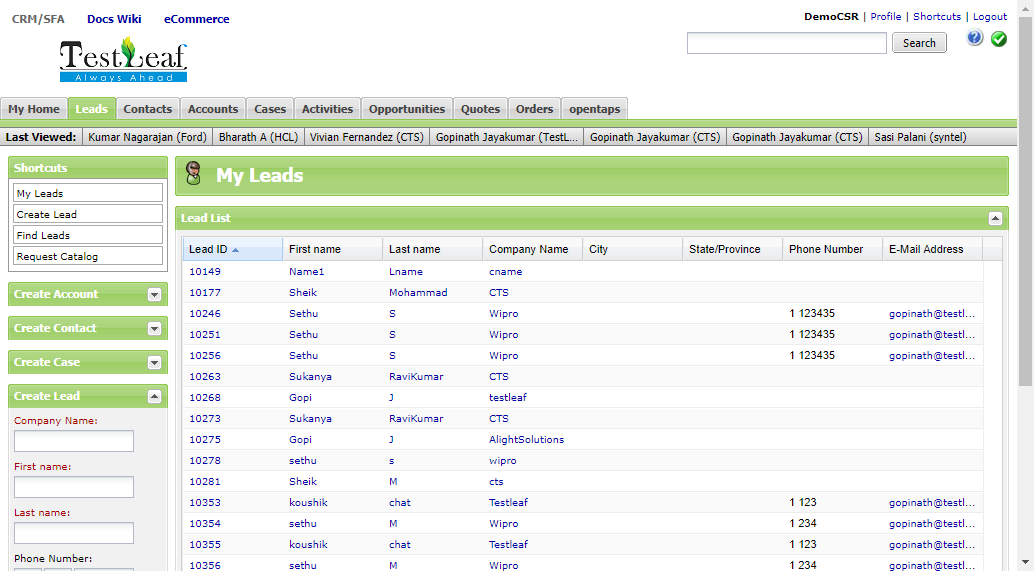 CRM/SFA Docs Wiki eCommerce
DemoCSR | Profile | Shortcuts | Logout
Search
TestLeaf
Always Ahead
My Home Leads Contacts Accounts Cases Activities Opportunities Quotes Orders opentaps
Last Viewed: Kumar Nagarajan (Ford) Bharath A (HCL) Vivian Fernandez (CTS) Gopinath Jayakumar (TestL... Gopinath Jayakumar (CTS) Gopinath Jayakumar (CTS) Sasi Palani (syntel)
Shortcuts
My Leads
Create Lead
Find Leads
Request Catalog
Create Account
Create Contact
Create Case
Create Lead
Company Name:
First name:
Last name:
Phone Number:
My Leads
Lead List
Lead ID First name Last name Company Name City State/Province Phone Number E-Mail Address
10149 Name1 Lname cname
10177 Sheik Mohammad CTS
10246 Sethu S Wipro 1 123435 gopinath@testl...
10251 Sethu S Wipro 1 123435 gopinath@testl...
10256 Sethu S Wipro 1 123435 gopinath@testl...
10263 Sukanya RaviKumar CTS
10268 Gopi J testleaf
10273 Sukanya RaviKumar CTS
10275 Gopi J AlightSolutions
10278 sethu s wipro
10281 Sheik M cts
10353 koushik chat Testleaf 1 123 gopinath@testl...
10354 sethu M Wipro 1 234 gopinath@testl...
10355 koushik chat Testleaf 1 123 gopinath@testl...
10356 sethu M Wipro 1 234 gopinath@testl...